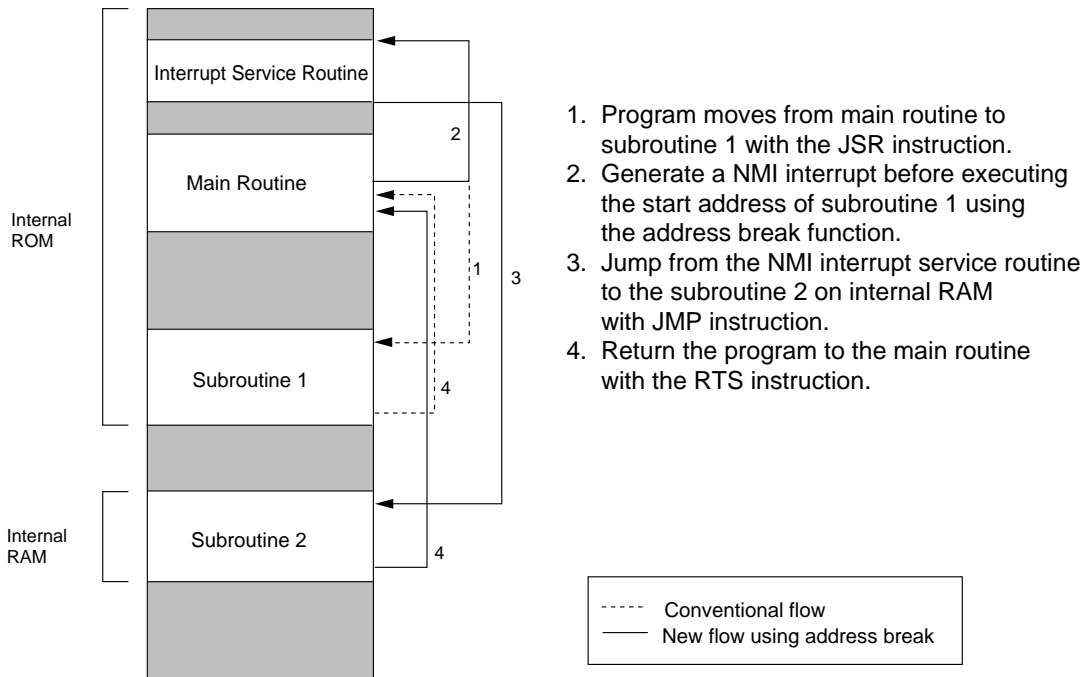 Interrupt Service Routine
2
Main Routine
Internal
ROM
1
3
Subroutine 1
4
Internal
RAM
Subroutine 2
4
1. Program moves from main routine to
subroutine 1 with the JSR instruction.
2. Generate a NMI interrupt before executing
the start address of subroutine 1 using
the address break function.
3. Jump from the NMI interrupt service routine
to the subroutine 2 on internal RAM
with JMP instruction.
4. Return the program to the main routine
with the RTS instruction.
Conventional flow
New flow using address break